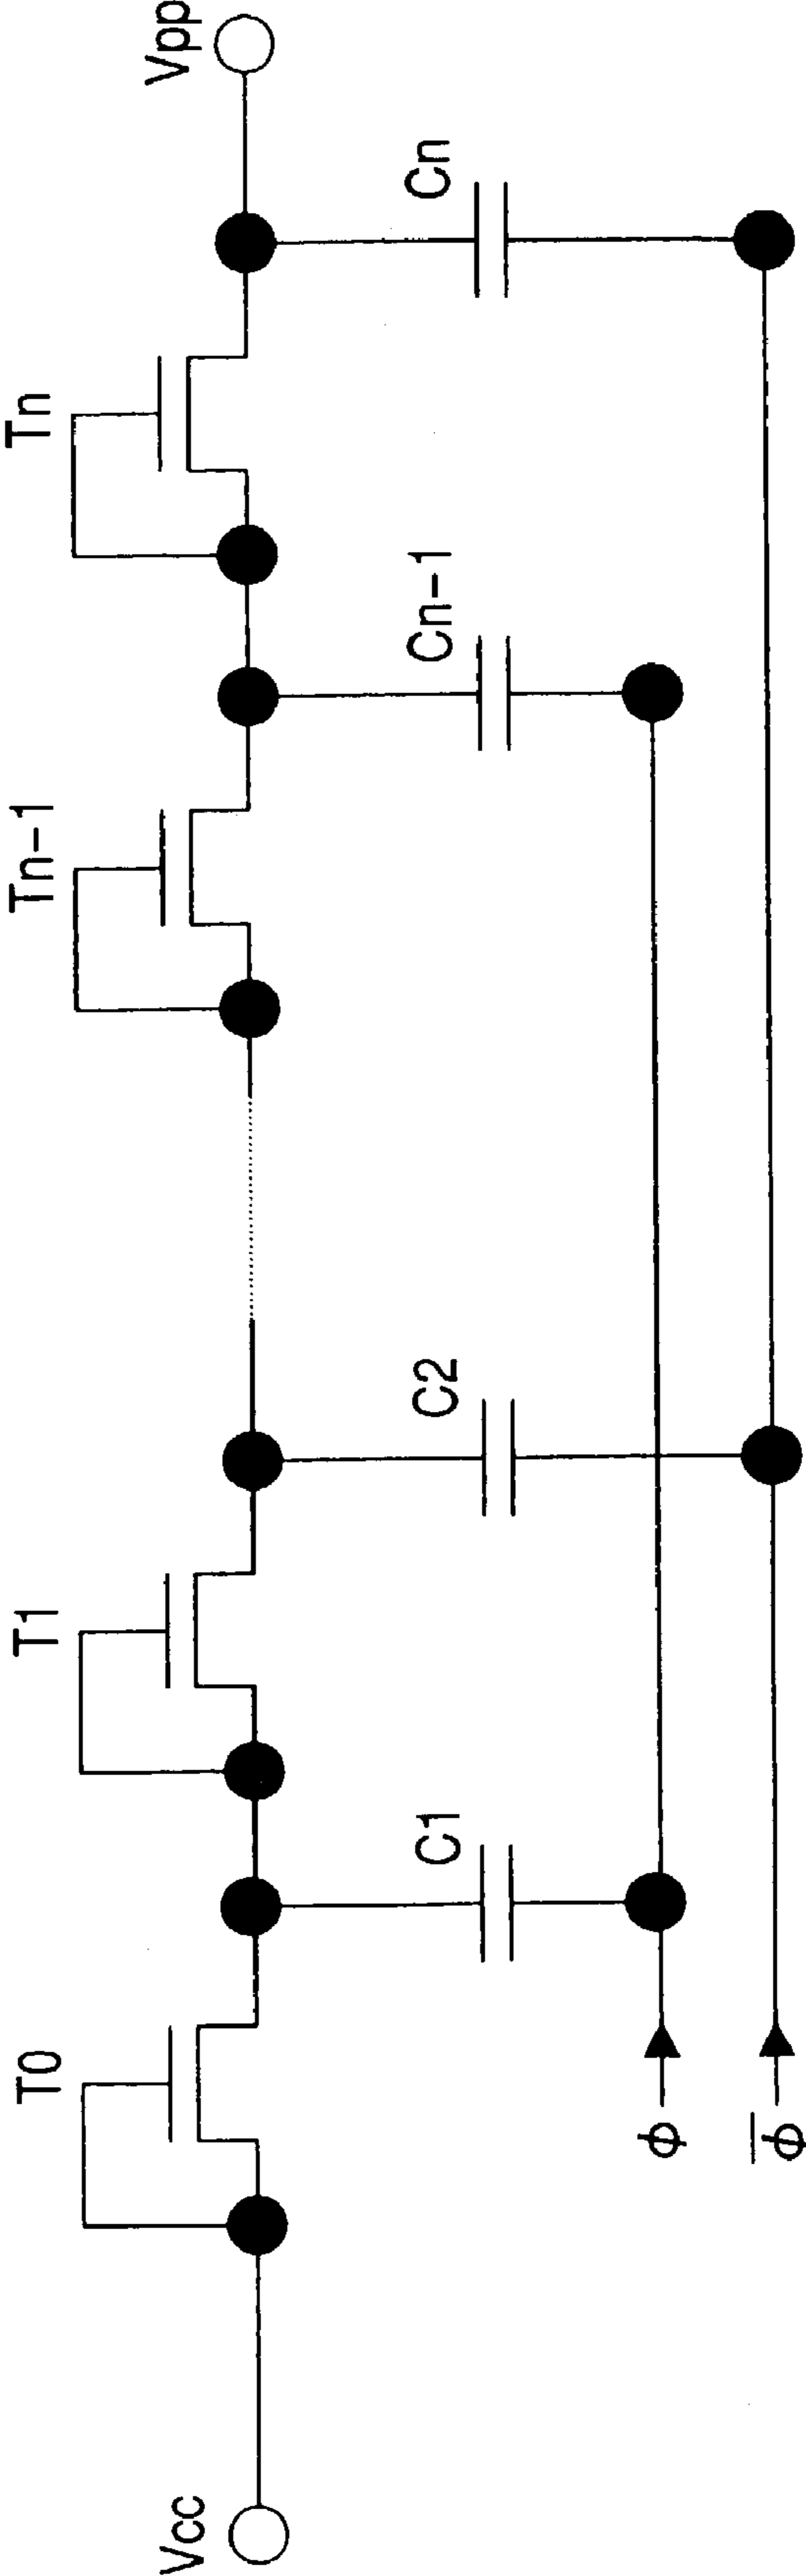 T0
T1
Tn-1
Tn
Vcc
Vpp
C1
C2
Cn-1
Cn
ϕ
ϕ̅